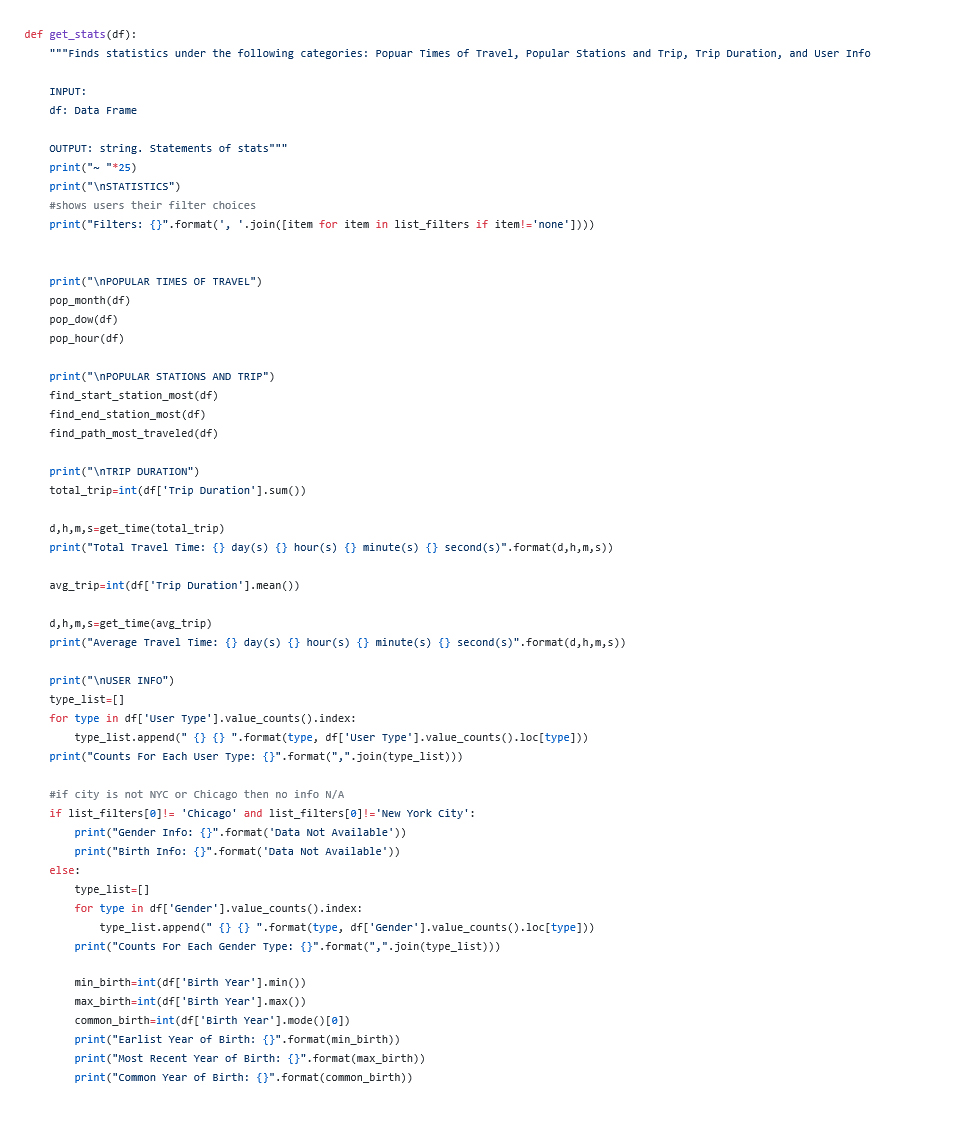 def get_stats(df):
    """Finds statistics under the following categories: Popuar Times of Travel, Popular Stations and Trip, Trip Duration, and User Info
    INPUT:
    df: Data Frame
    OUTPUT: string. Statements of stats"""
    print("~ "*25)
    print("\nSTATISTICS")
    #shows users their filter choices
    print("Filters: {}".format(', '.join([item for item in list_filters if item!='none'])))
    print("\nPOPULAR TIMES OF TRAVEL")
    pop_month(df)
    pop_dow(df)
    pop_hour(df)
    print("\nPOPULAR STATIONS AND TRIP")
    find_start_station_most(df)
    find_end_station_most(df)
    find_path_most_traveled(df)
    print("\nTRIP DURATION")
    total_trip=int(df['Trip Duration'].sum())
    d,h,m,s=get_time(total_trip)
    print("Total Travel Time: {} day(s) {} hour(s) {} minute(s) {} second(s)".format(d,h,m,s))
    avg_trip=int(df['Trip Duration'].mean())
    d,h,m,s=get_time(avg_trip)
    print("Average Travel Time: {} day(s) {} hour(s) {} minute(s) {} second(s)".format(d,h,m,s))
    print("\nUSER INFO")
    type_list=[]
    for type in df['User Type'].value_counts().index:
        type_list.append(" {} {} ".format(type, df['User Type'].value_counts().loc[type]))
    print("Counts For Each User Type: {}".format(",".join(type_list)))
    #if city is not NYC or Chicago then no info N/A
    if list_filters[0]!= 'Chicago' and list_filters[0]!='New York City':
        print("Gender Info: {}".format('Data Not Available'))
        print("Birth Info: {}".format('Data Not Available'))
    else:
        type_list=[]
        for type in df['Gender'].value_counts().index:
            type_list.append(" {} {} ".format(type, df['Gender'].value_counts().loc[type]))
        print("Counts For Each Gender Type: {}".format(",".join(type_list)))
        min_birth=int(df['Birth Year'].min())
        max_birth=int(df['Birth Year'].max())
        common_birth=int(df['Birth Year'].mode()[0])
        print("Earlist Year of Birth: {}".format(min_birth))
        print("Most Recent Year of Birth: {}".format(max_birth))
        print("Common Year of Birth: {}".format(common_birth))